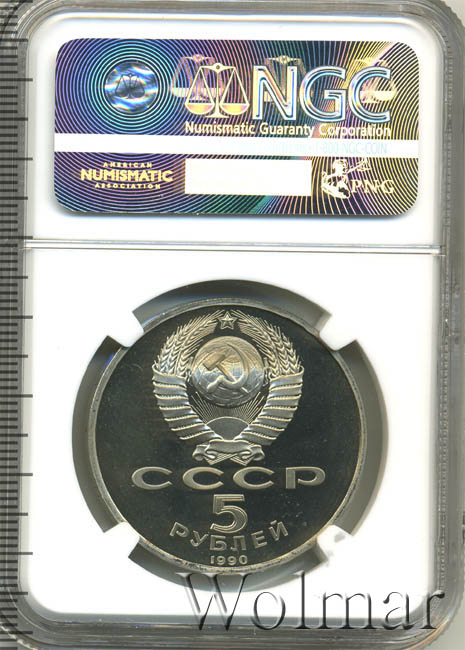 NGC
Numismatic Guaranty Corporation
AMERICAN
NUMISMATIC
ASSOCIATION
PNG
СССР
5
РУБЛЕЙ
1990
Wolmar